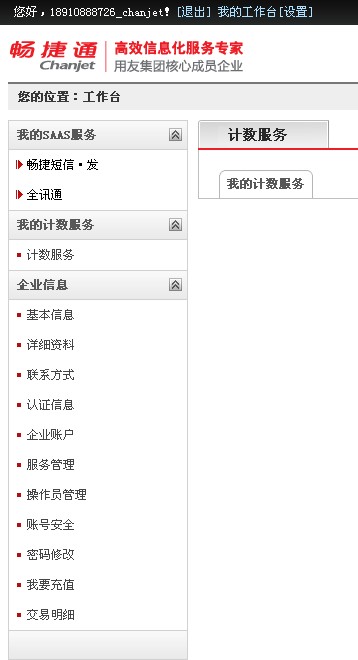 您好，18910888726_chanjet! [退出] 我的工作台[设置]
畅捷通 Chanjet
高效信息化服务专家
用友集团核心成员企业
您的位置：工作台
我的SAAS服务
畅捷短信·发
全讯通
我的计数服务
计数服务
企业信息
基本信息
详细资料
联系方式
认证信息
企业账户
服务管理
操作员管理
账号安全
密码修改
我要充值
交易明细
计数服务
我的计数服务